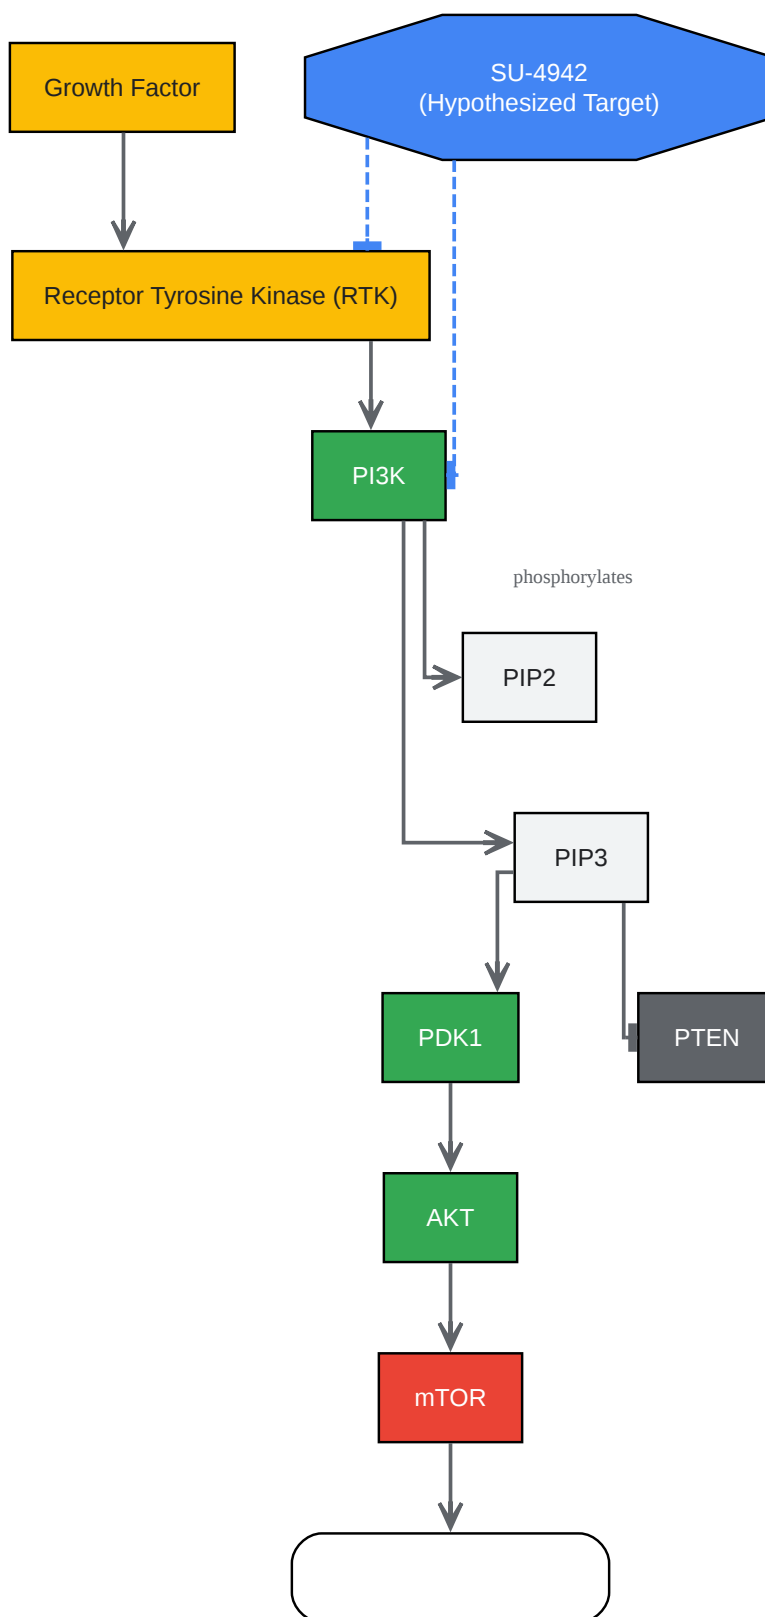 Growth Factor
SU-4942
(Hypothesized Target)
Receptor Tyrosine Kinase (RTK)
PI3K
phosphorylates
PIP2
PIP3
PDK1
PTEN
AKT
mTOR